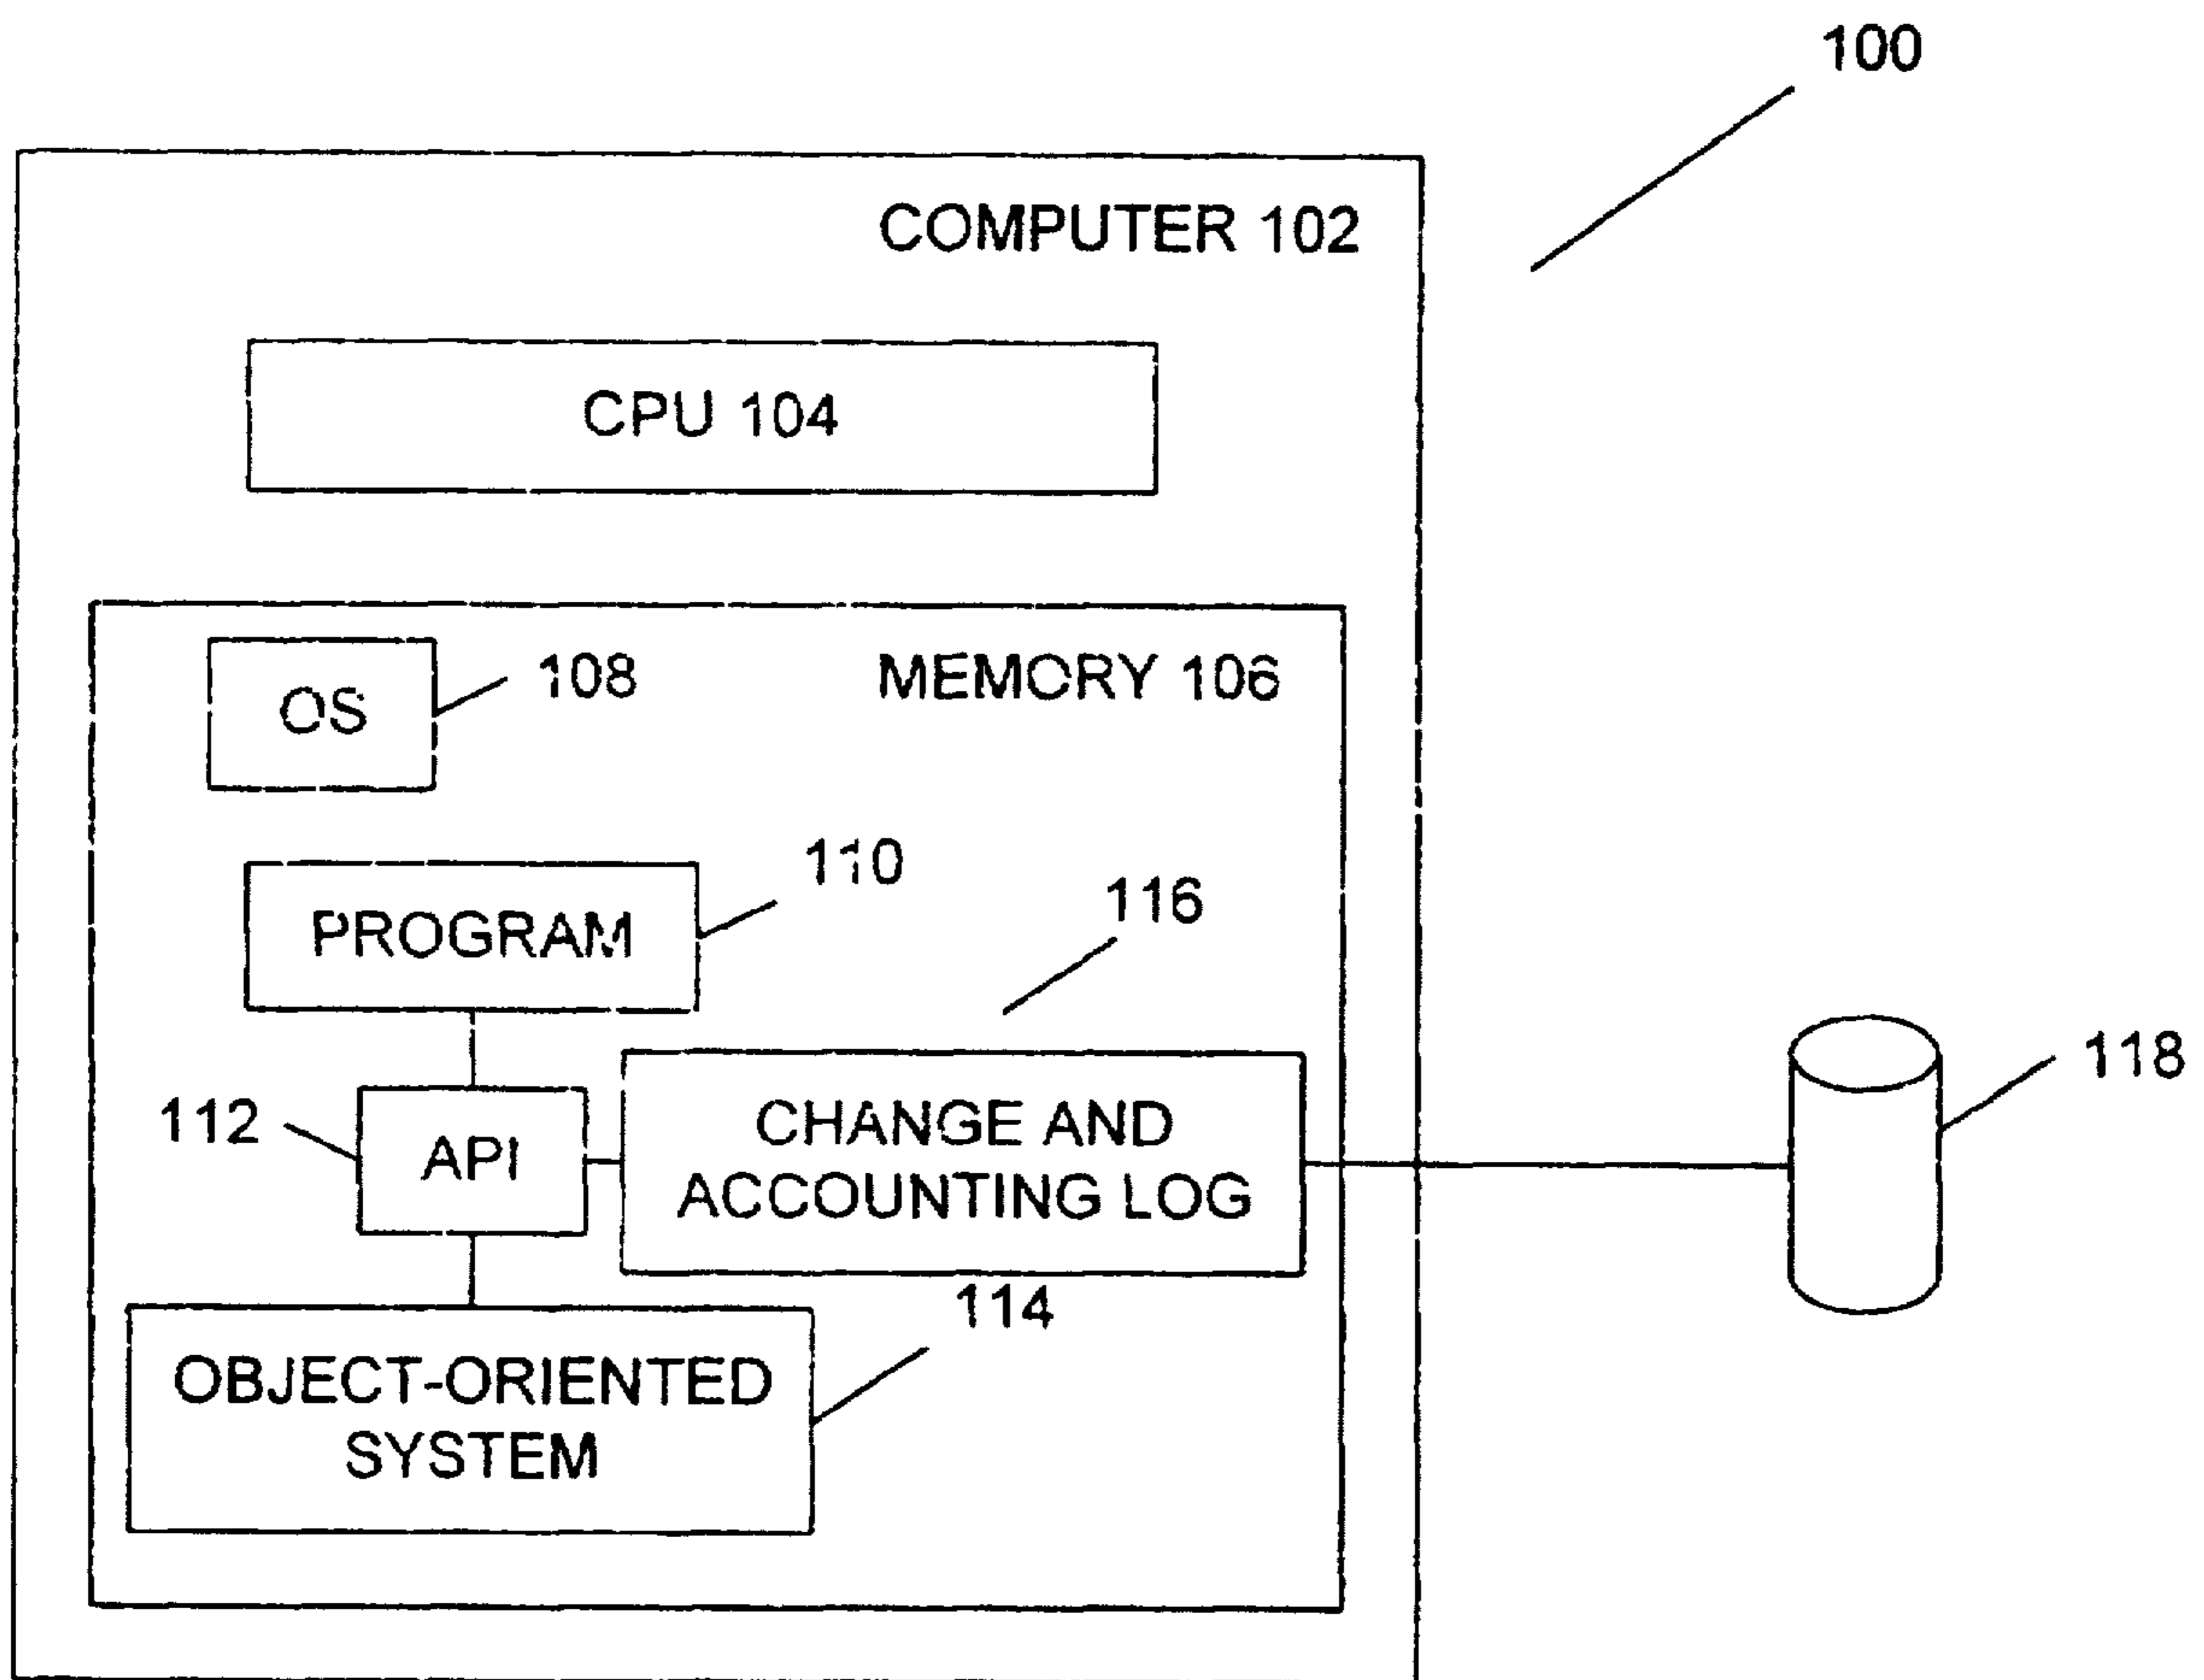 100
COMPUTER 102
CPU 104
OS
108
MEMORY 106
PROGRAM
110
116
112
API
CHANGE AND
ACCOUNTING LOG
118
114
OBJECT-ORIENTED
SYSTEM